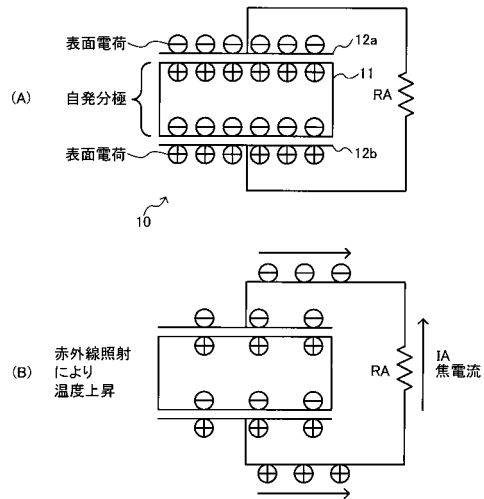 (A)
表面電荷
12a
自発分極
11
RA
表面電荷
12b
10
(B)
赤外線照射
により
温度上昇
RA
IA
焦電流